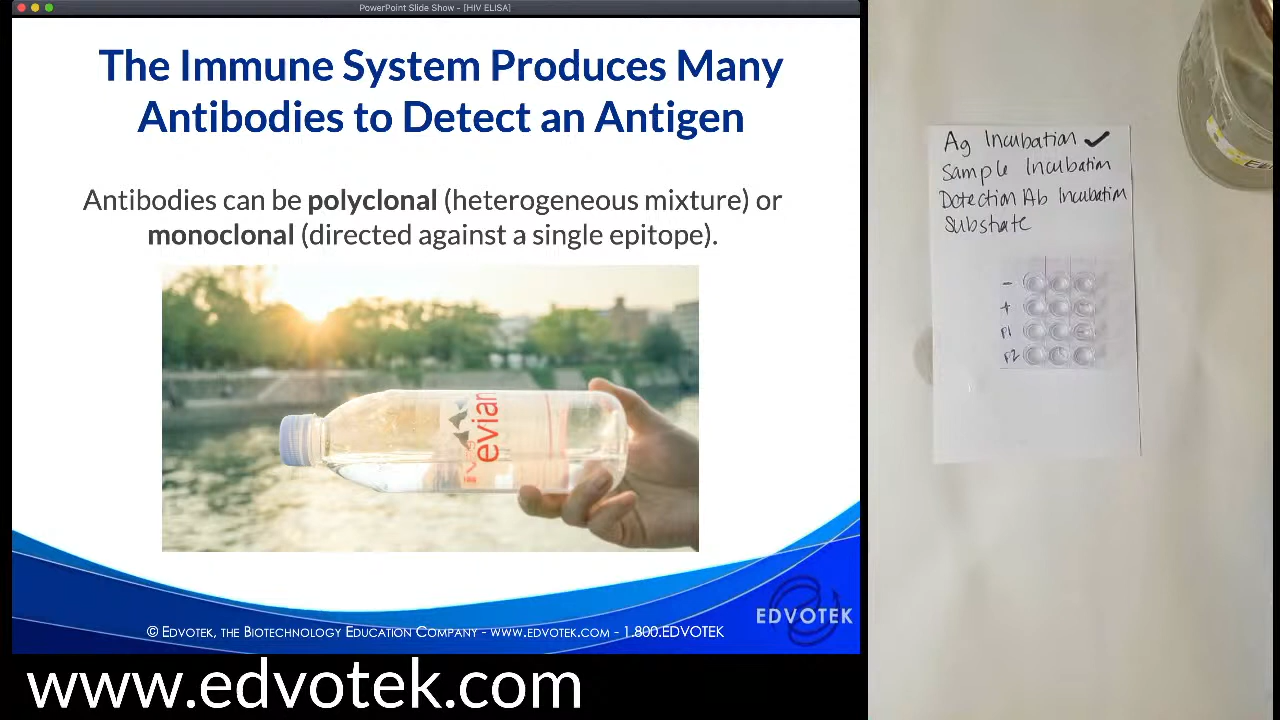 PowerPoint Slide Show - [HIV ELISA]
The Immune System Produces Many
Antibodies to Detect an Antigen
Antibodies can be polyclonal (heterogeneous mixture) or
monoclonal (directed against a single epitope).
evian
EDVOTEK
© EDVOTEK, THE BIOTECHNOLOGY EDUCATION COMPANY - WWW.EDVOTEK.COM - 1.800.EDVOTEK
www.edvotek.com
Ag Incubation ✓
Sample Incubation
Detection Ab Incubation
Substrate
-
+
P1
P2